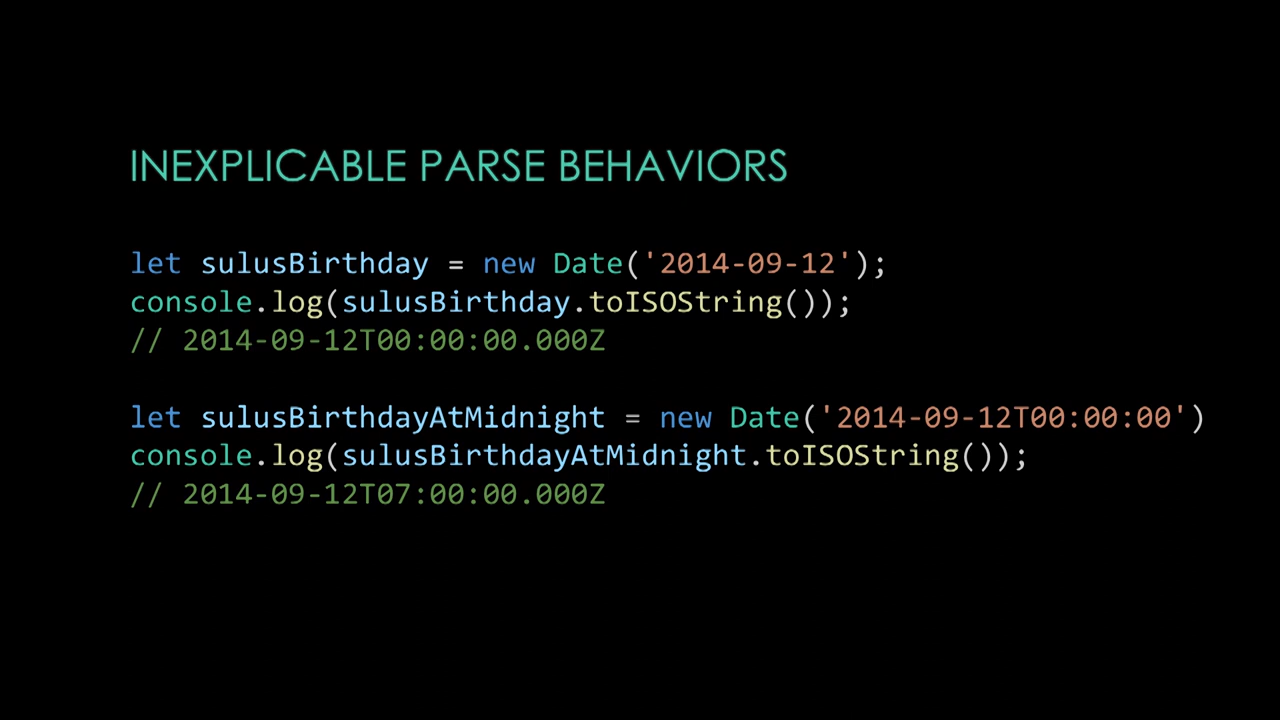 INEXPLICABLE PARSE BEHAVIORS
let sulusBirthday = new Date('2014-09-12');
console.log(sulusBirthday.toISOString());
// 2014-09-12T00:00:00.000Z
let sulusBirthdayAtMidnight = new Date('2014-09-12T00:00:00')
console.log(sulusBirthdayAtMidnight.toISOString());
// 2014-09-12T07:00:00.000Z